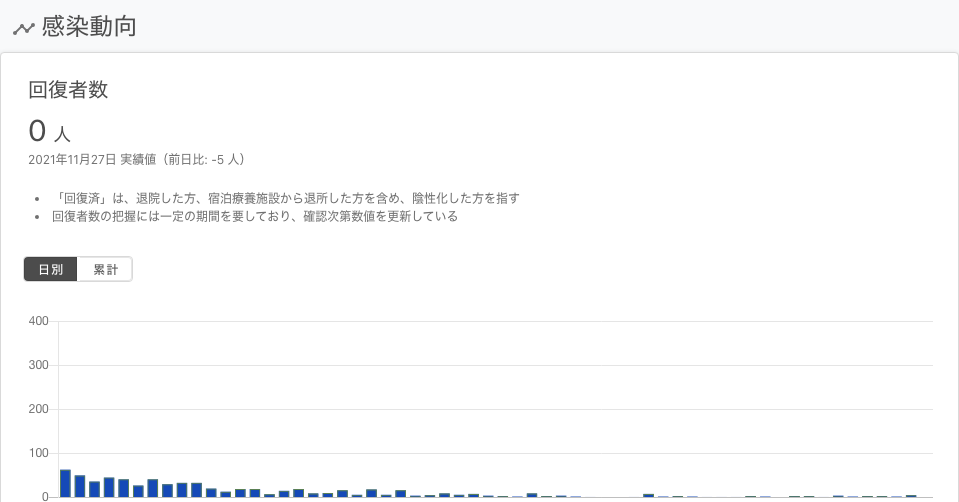 感染動向
回復者数
0 人
2021年11月27日 実績値（前日比: -5 人）
• 「回復済」は、退院した方、宿泊療養施設から退所した方を含め、陰性化した方を指す
• 回復者数の把握には一定の期間を要しており、確認次第数値を更新している
日別 累計
400
300
200
100
0